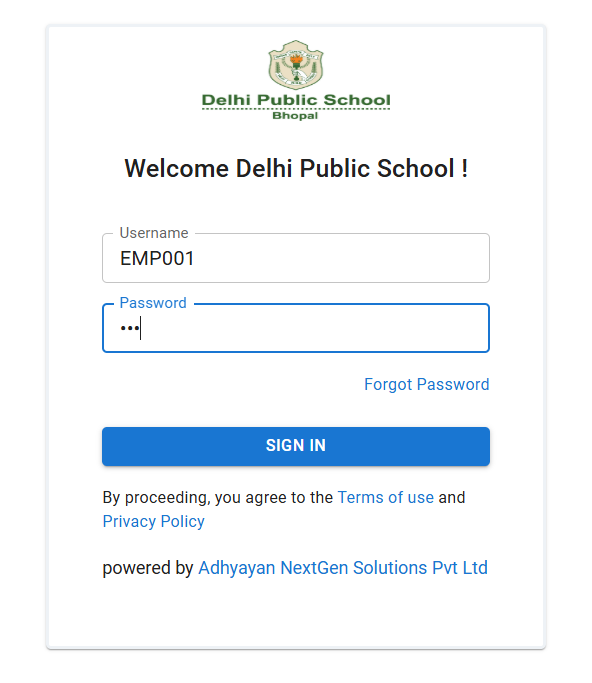 Delhi Public School
Bhopal
Welcome Delhi Public School !
Username
EMP001
Password
•••
Forgot Password
SIGN IN
By proceeding, you agree to the Terms of use and
Privacy Policy
powered by Adhyayan NextGen Solutions Pvt Ltd